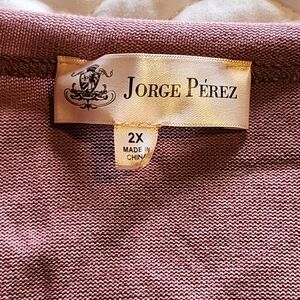 JORGE PÉREZ
2X
MADE IN
CHINA